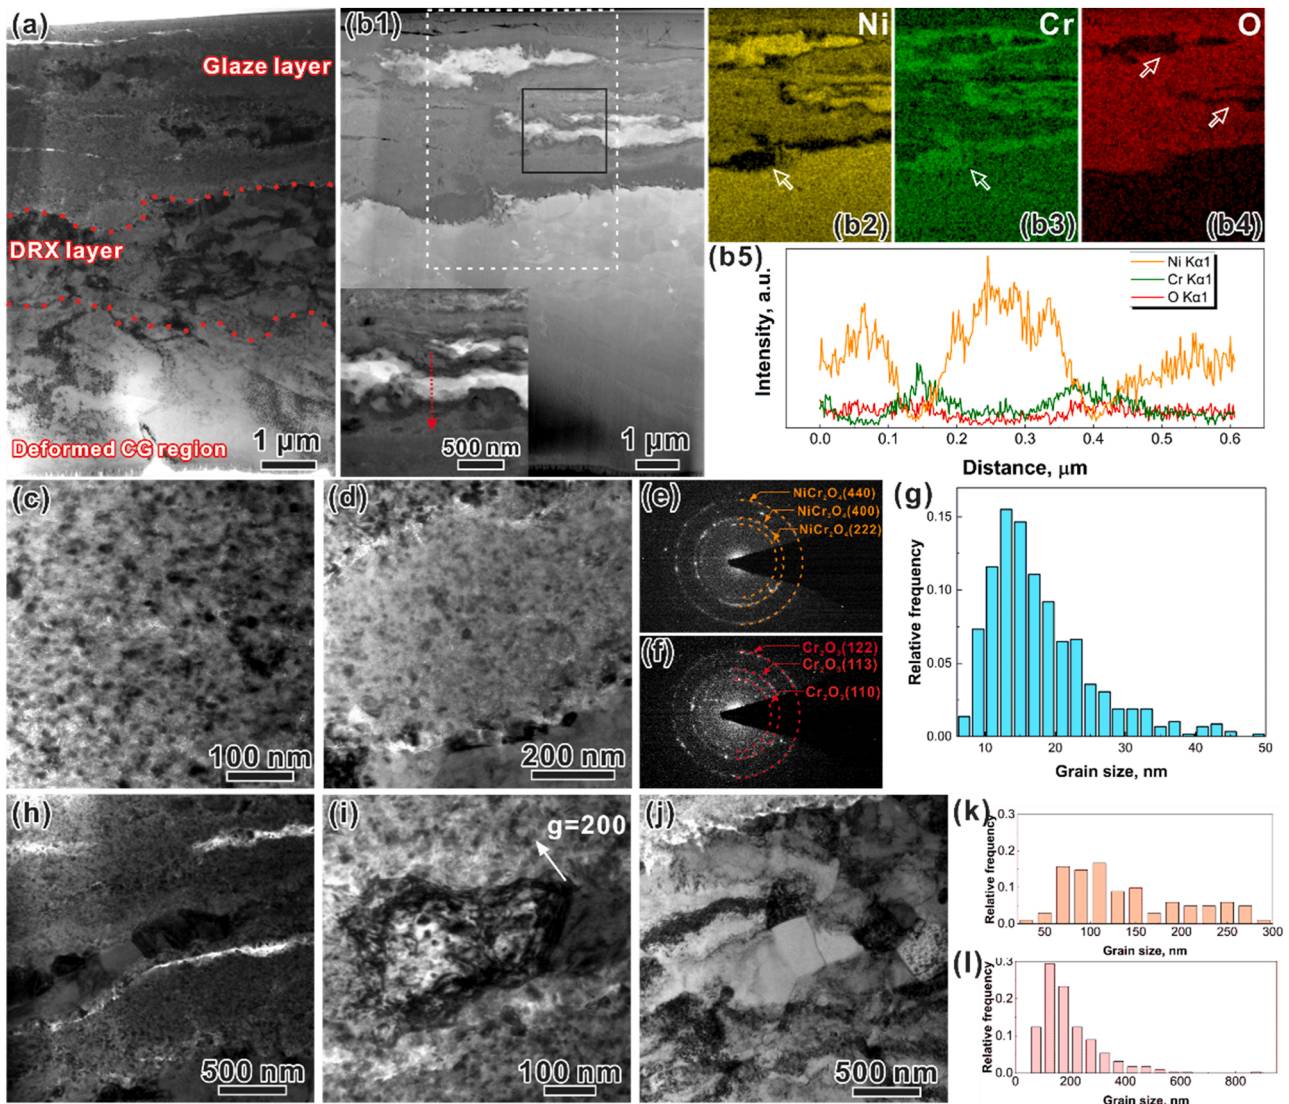 (a)
Glaze layer
DRX layer
Deformed CG region
1 μm
(b1)
500 nm
1 μm
Ni
(b2)
Cr
(b3)
O
(b4)
(b5)
Ni Kα1
Cr Kα1
O Kα1
Intensity, a.u.
0.0 0.1 0.2 0.3 0.4 0.5 0.6
Distance, μm
(c)
100 nm
(d)
200 nm
(e)
NiCr₂O₄(440)
NiCr₂O₄(400)
NiCr₂O₄(222)
(f)
Cr₂O₃(122)
Cr₂O₃(113)
Cr₂O₃(110)
(g)
Relative frequency
0.15
0.10
0.05
0.00
10 20 30 40 50
Grain size, nm
(h)
500 nm
(i)
g=200
100 nm
(j)
500 nm
(k)
Relative frequency
0.3
0.2
0.1
0.0
50 100 150 200 250 300
Grain size, nm
(l)
Relative frequency
0.3
0.2
0.1
0.0
0 200 400 600 800
Grain size, nm